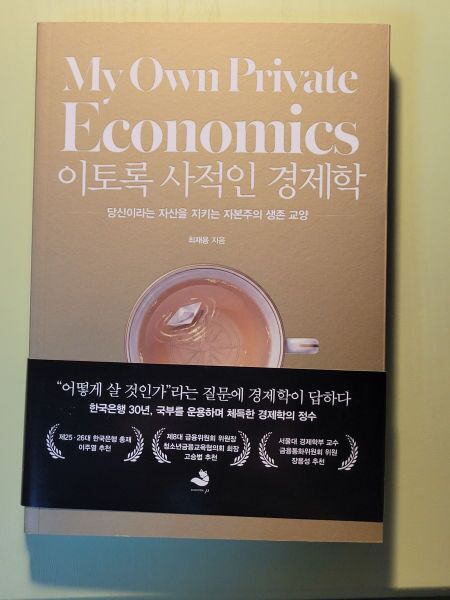 My Own Private
Economics
이토록 사적인 경제학
당신이라는 자산을 지키는 자본주의 생존 교양
최재용 지음
“어떻게 살 것인가”라는 질문에 경제학이 답하다
한국은행 30년, 국부를 운용하며 체득한 경제학의 정수
제25·26대 한국은행 총재
이주열 추천
제8대 금융위원회 위원장
청소년금융교육협의회 회장
고승범 추천
서울대 경제학부 교수
금융통화위원회 위원
장용성 추천